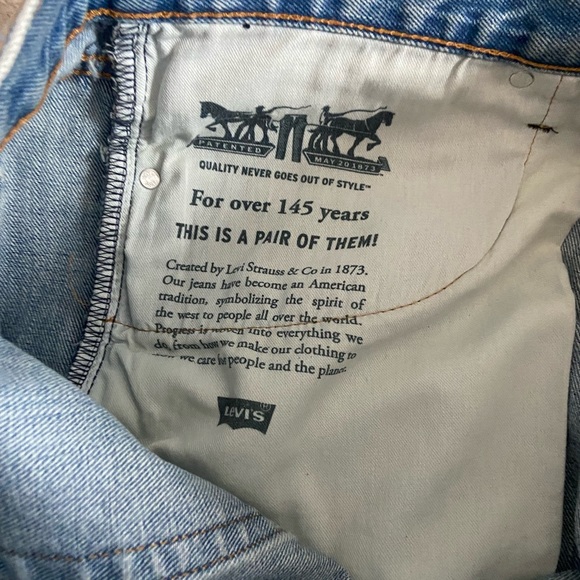 PATENTED MAY 20 1873
QUALITY NEVER GOES OUT OF STYLE™
For over 145 years
THIS IS A PAIR OF THEM!
Created by Levi Strauss & Co in 1873.
Our jeans have become an American
tradition, symbolizing the spirit of
the west to people all over the world.
Progress is woven into everything we
do, from how we make our clothing to
how we care for people and the planet.
LEVI'S ®